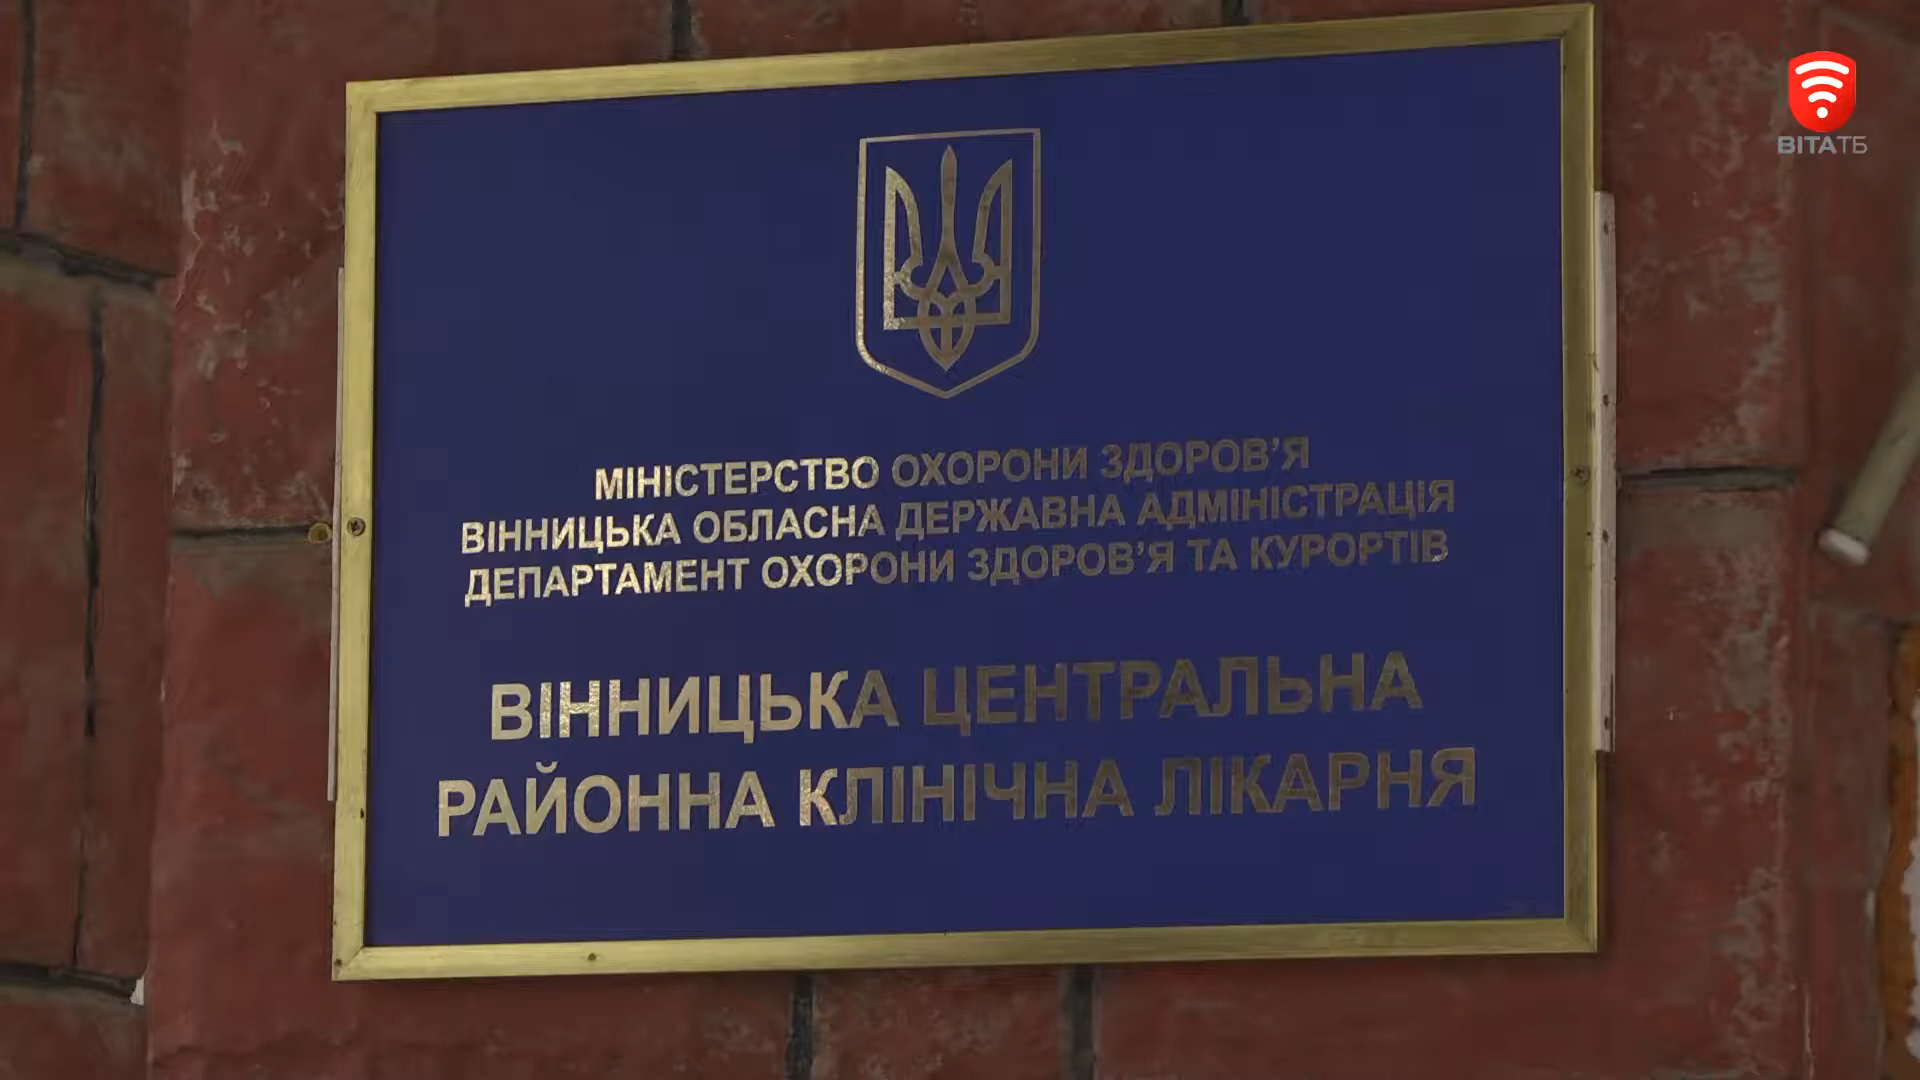 ВІТАТБ
МІНІСТЕРСТВО ОХОРОНИ ЗДОРОВ’Я
ВІННИЦЬКА ОБЛАСНА ДЕРЖАВНА АДМІНІСТРАЦІЯ
ДЕПАРТАМЕНТ ОХОРОНИ ЗДОРОВ’Я ТА КУРОРТІВ
ВІННИЦЬКА ЦЕНТРАЛЬНА
РАЙОННА КЛІНІЧНА ЛІКАРНЯ